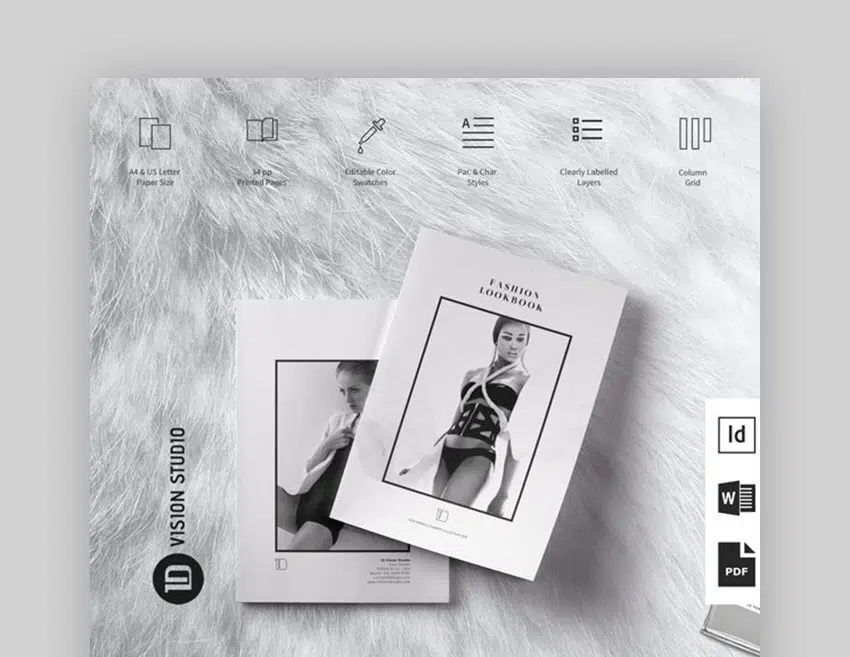 A4 & US Letter
Paper Size
34 pp
Printed Pages
Editable Color
Swatches
A
Par. & Char.
Styles
Clearly Labelled
Layers
Column
Grid
FASHION
LOOKBOOK
1D
1D
1D VISION STUDIO
Id
W
PDF